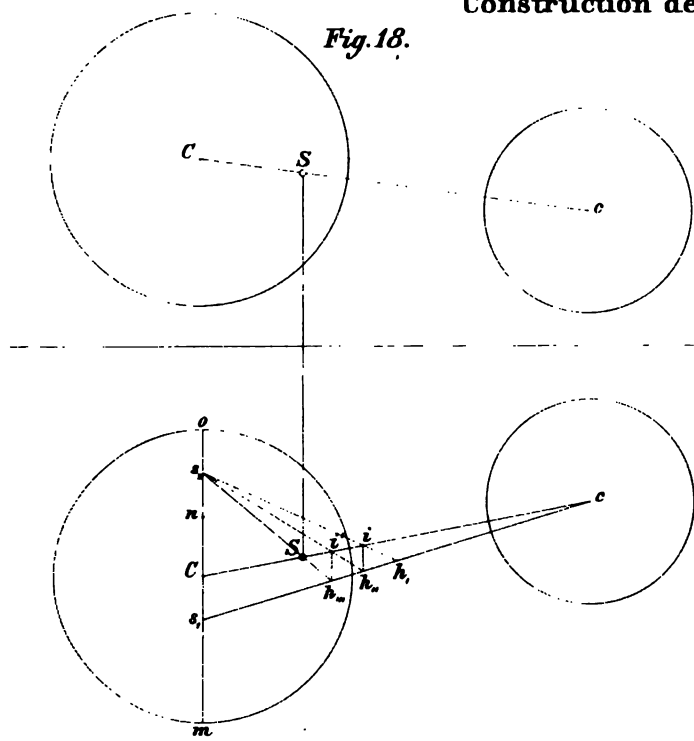 Construction de
Fig. 18.
C S c
o
n
S i i
C c
h,,, h,, h,
s,
m